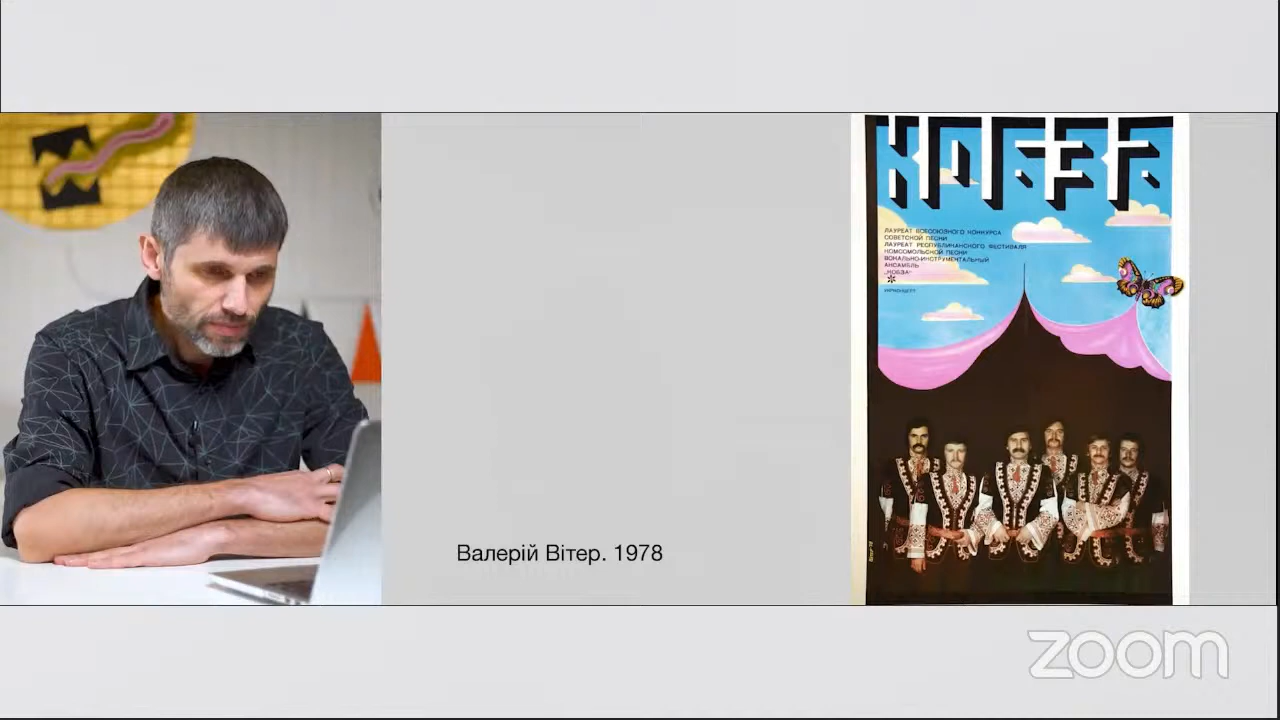 КОБЗА
ЛАУРЕАТ ВСЕСОЮЗНОГО КОНКУРСА
СОВЕТСКОЙ ПЕСНИ
ЛАУРЕАТ РЕСПУБЛИКАНСКОГО ФЕСТИВАЛЯ
КОМСОМОЛЬСКОЙ ПЕСНИ
ВОКАЛЬНО-ИНСТРУМЕНТАЛЬНЫЙ
АНСАМБЛЬ
„КОБЗА“
УКРКОНЦЕРТ
Валерій Вітер. 1978
zoom